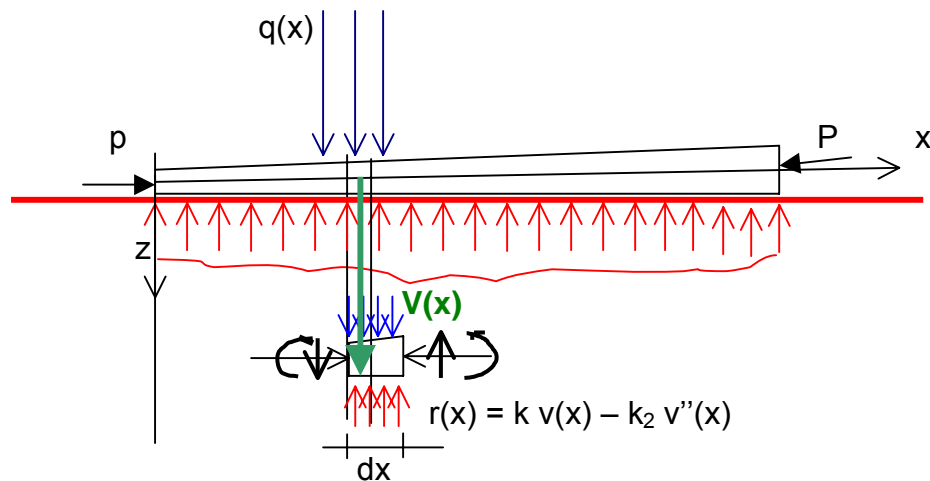 q(x)
p
P
x
z
V(x)
r(x) = k v(x) – k₂ v’’(x)
dx